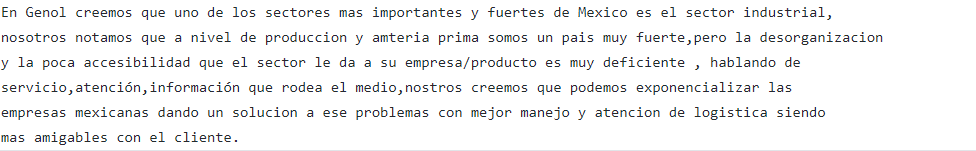 En Genol creemos que uno de los sectores mas importantes y fuertes de Mexico es el sector industrial,
nosotros notamos que a nivel de produccion y amteria prima somos un pais muy fuerte,pero la desorganizacion
y la poca accesibilidad que el sector le da a su empresa/producto es muy deficiente , hablando de
servicio,atención,información que rodea el medio,nostros creemos que podemos exponencializar las
empresas mexicanas dando un solucion a ese problemas con mejor manejo y atencion de logistica siendo
mas amigables con el cliente.